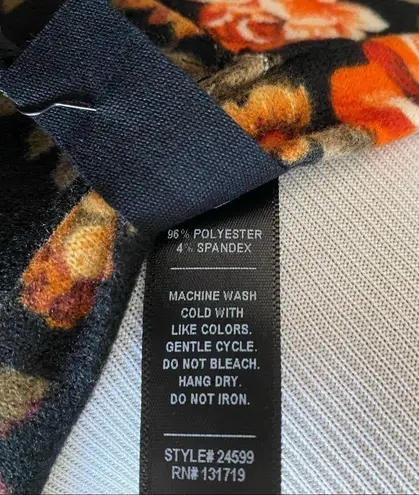 96% POLYESTER
4% SPANDEX
MACHINE WASH
COLD WITH
LIKE COLORS.
GENTLE CYCLE.
DO NOT BLEACH.
HANG DRY.
DO NOT IRON.
STYLE# 24599
RN# 131719